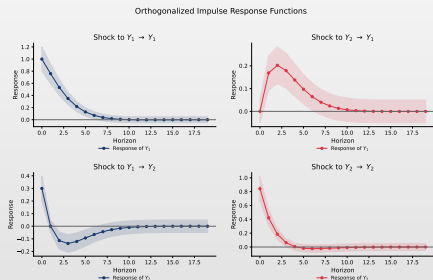 Orthogonalized Impulse Response Functions
Shock to Y₁ → Y₁
Response
1.2
1.0
0.8
0.6
0.4
0.2
0.0
0.0 2.5 5.0 7.5 10.0 12.5 15.0 17.5
Horizon
Response of Y₁
Shock to Y₂ → Y₁
Response
0.2
0.1
0.0
0.0 2.5 5.0 7.5 10.0 12.5 15.0 17.5
Horizon
Response of Y₁
Shock to Y₁ → Y₂
Response
0.4
0.3
0.2
0.1
0.0
−0.1
−0.2
0.0 2.5 5.0 7.5 10.0 12.5 15.0 17.5
Horizon
Response of Y₂
Shock to Y₂ → Y₂
Response
1.0
0.8
0.6
0.4
0.2
0.0
0.0 2.5 5.0 7.5 10.0 12.5 15.0 17.5
Horizon
Response of Y₂